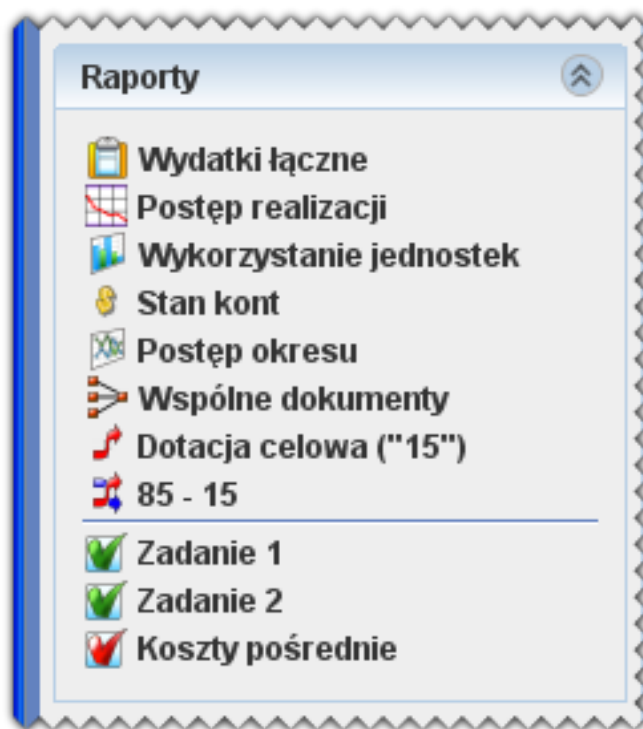 Raporty
Wydatki łączne
Postęp realizacji
Wykorzystanie jednostek
Stan kont
Postęp okresu
Wspólne dokumenty
Dotacja celowa ("15")
85 - 15
Zadanie 1
Zadanie 2
Koszty pośrednie